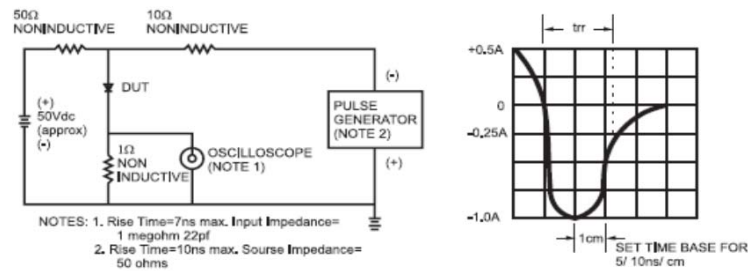 50Ω
NONINDUCTIVE
10Ω
NONINDUCTIVE
(+)
50Vdc
(approx)
(-)
DUT
1Ω
NON
INDUCTIVE
OSCILLOSCOPE
(NOTE 1)
(-)
PULSE
GENERATOR
(NOTE 2)
(+)
NOTES: 1. Rise Time=7ns max. Input Impedance=
1 megohm 22pf
2. Rise Time=10ns max. Sourse Impedance=
50 ohms
trr
+0.5A
0
-0.25A
-1.0A
1cm
SET TIME BASE FOR
5/ 10ns/ cm